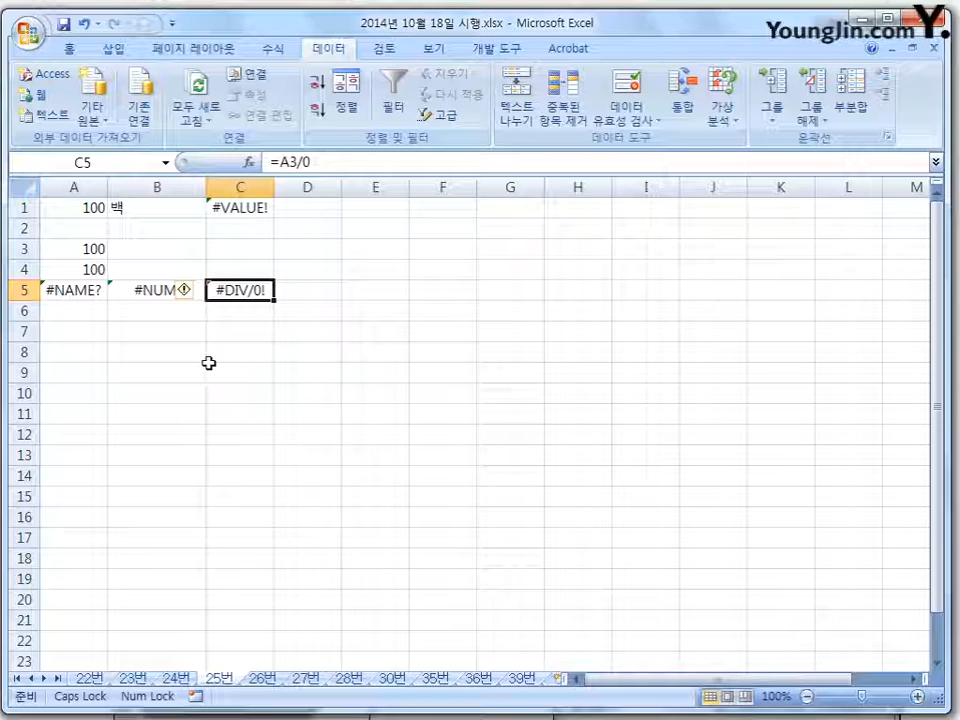 2014년 10월 18일 시행.xlsx - Microsoft Excel
YoungJin.com Y.
홈 삽입 페이지 레이아웃 수식 데이터 검토 보기 개발 도구 Acrobat
Access
웹
텍스트
기타 원본
기존 연결
모두 새로 고침
연결
속성
연결 편집
정렬
필터
지우기
다시 적용
고급
텍스트 나누기
중복된 항목 제거
데이터 유효성 검사
통합
가상 분석
그룹
그룹 해제
부분합
외부 데이터 가져오기 연결 정렬 및 필터 데이터 도구 윤곽선
C5 fx =A3/0
A B C D E F G H I J K L M
1 100 백 #VALUE!
2
3 100
4 100
5 #NAME? #NUM #DIV/0!
6
7
8
9
10
11
12
13
14
15
16
17
18
19
20
21
22
23
22번 23번 24번 25번 26번 27번 28번 30번 35번 36번 39번
준비 Caps Lock Num Lock 100%